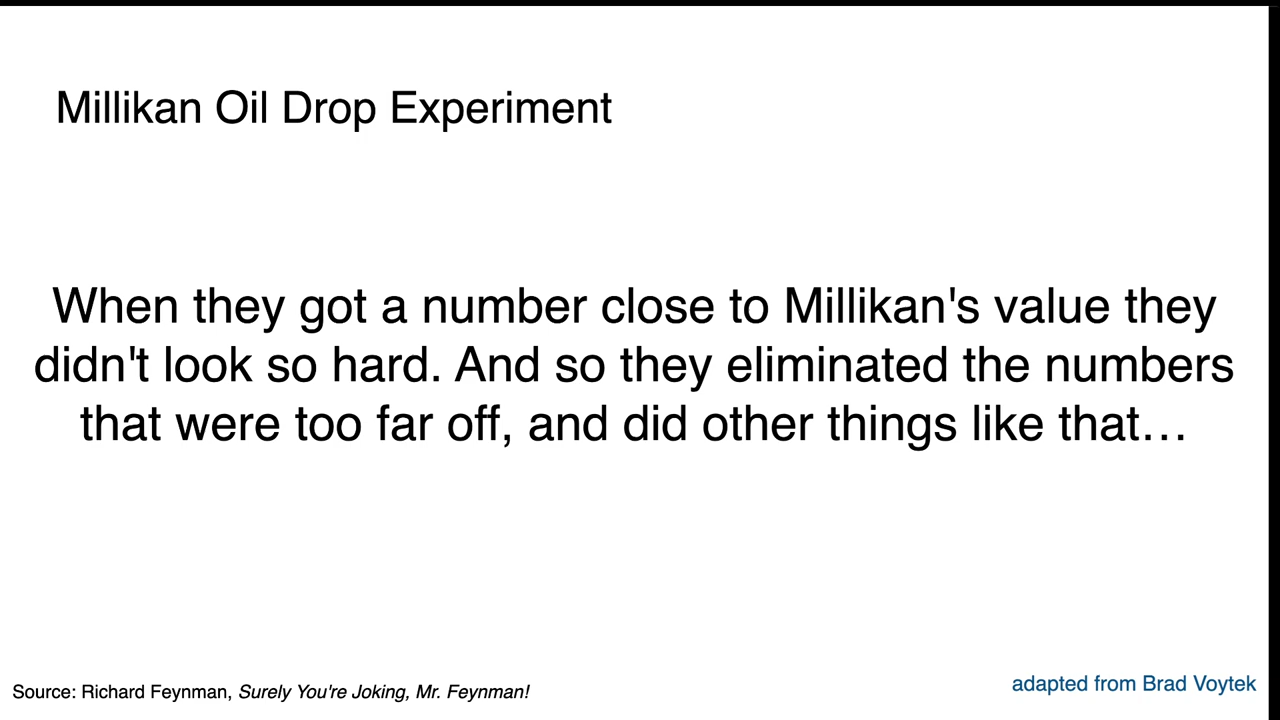 Millikan Oil Drop Experiment
When they got a number close to Millikan's value they
didn't look so hard. And so they eliminated the numbers
that were too far off, and did other things like that…
Source: Richard Feynman, Surely You're Joking, Mr. Feynman!
adapted from Brad Voytek